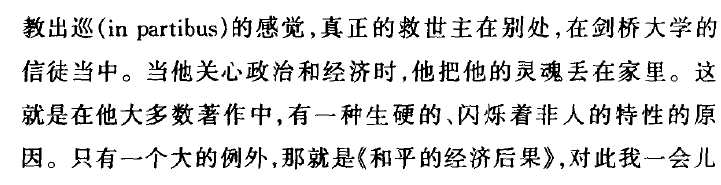 教出巡(in partibus)的感觉,真正的救世主在别处,在剑桥大学的
信徒当中。当他关心政治和经济时,他把他的灵魂丢在家里。这
就是在他大多数著作中,有一种生硬的、闪烁着非人的特性的原
因。只有一个大的例外,那就是《和平的经济后果》,对此我一会儿